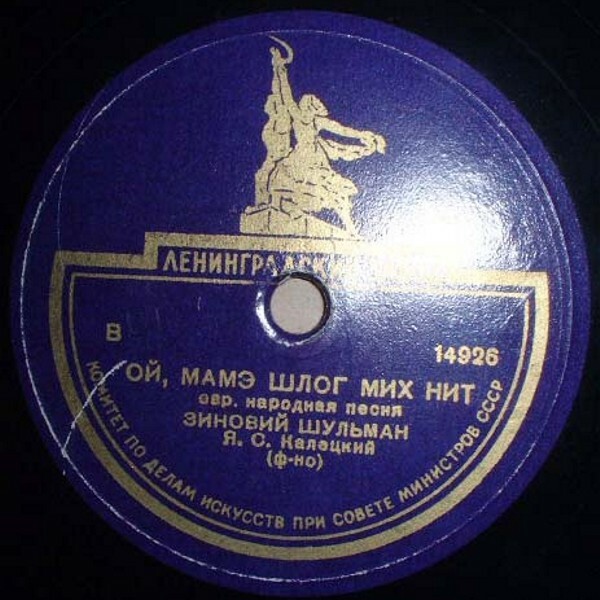 ЛЕНИНГРАДСКИЙ
В
14926
ОЙ, МАМЭ ШЛОГ МИХ НИТ
евр. народная песня
ЗИНОВИЙ ШУЛЬМАН
Я. С. Калецкий
(ф-но)
КОМИТЕТ ПО ДЕЛАМ ИСКУССТВ ПРИ СОВЕТЕ МИНИСТРОВ СССР